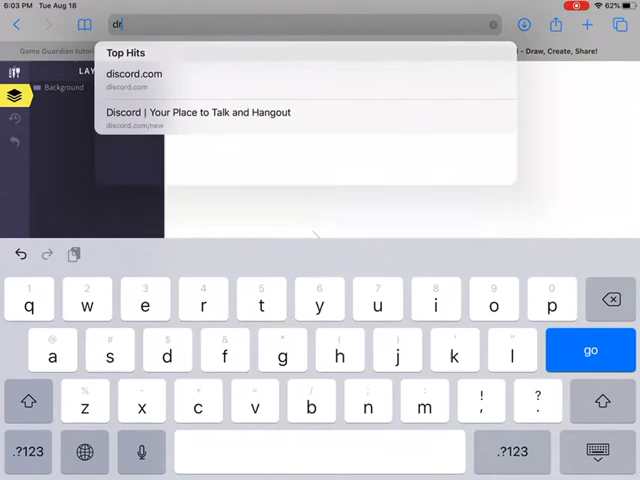 6:03 PM Tue Aug 18
62%
dr
Game Guardian tutori
- Draw, Create, Share!
Top Hits
discord.com
discord.com
Discord | Your Place to Talk and Hangout
discord.com/new
LAY
Background
1 2 3 4 5 6 7 8 9 0
q w e r t y u i o p
@ # $ & * ( ) ' "
a s d f g h j k l go
% - + = / ; : ! ?
z x c v b n m , .
.?123 .?123